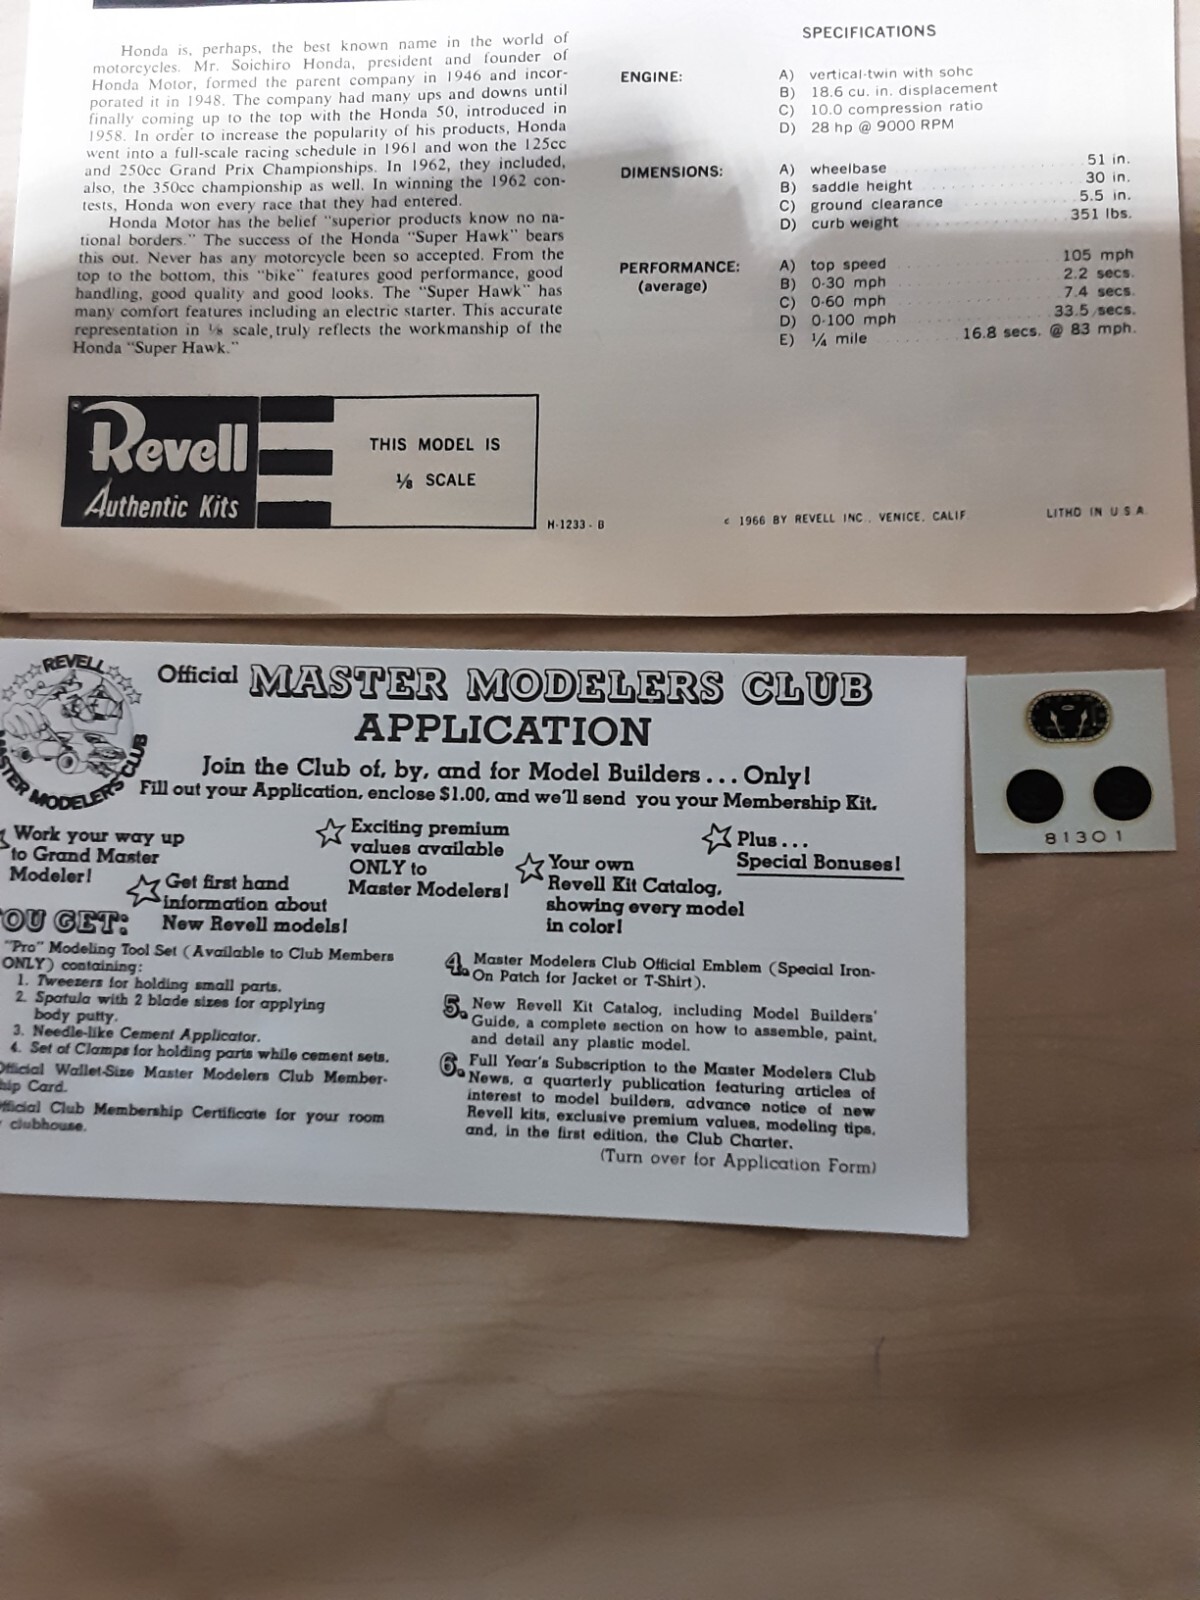 Honda is, perhaps, the best known name in the world of
motorcycles. Mr. Soichiro Honda, president and founder of
Honda Motor, formed the parent company in 1946 and incor-
porated it in 1948. The company had many ups and downs until
finally coming up to the top with the Honda 50, introduced in
1958. In order to increase the popularity of his products, Honda
went into a full-scale racing schedule in 1961 and won the 125cc
and 250cc Grand Prix Championships. In 1962, they included,
also, the 350cc championship as well. In winning the 1962 con-
tests, Honda won every race that they had entered.
Honda Motor has the belief "superior products know no na-
tional borders." The success of the Honda "Super Hawk" bears
this out. Never has any motorcycle been so accepted. From the
top to the bottom, this "bike" features good performance, good
handling, good quality and good looks. The "Super Hawk" has
many comfort features including an electric starter. This accurate
representation in ⅛ scale, truly reflects the workmanship of the
Honda "Super Hawk."
SPECIFICATIONS
ENGINE: A) vertical-twin with sohc
B) 18.6 cu. in. displacement
C) 10.0 compression ratio
D) 28 hp @ 9000 RPM
DIMENSIONS: A) wheelbase 51 in.
B) saddle height 30 in.
C) ground clearance 5.5 in.
D) curb weight 351 lbs.
PERFORMANCE: A) top speed 105 mph
(average) B) 0-30 mph 2.2 secs.
C) 0-60 mph 7.4 secs.
D) 0-100 mph 33.5 secs.
E) ¼ mile 16.8 secs. @ 83 mph.
Revell
Authentic Kits
THIS MODEL IS
⅛ SCALE
H-1233-B
© 1966 BY REVELL INC., VENICE, CALIF
LITHO IN U S A
REVELL
MASTER MODELERS CLUB
Official MASTER MODELERS CLUB
APPLICATION
Join the Club of, by, and for Model Builders . . . Only!
Fill out your Application, enclose $1.00, and we'll send you your Membership Kit.
Work your way up
to Grand Master
Modeler!
Get first hand
information about
New Revell models!
Exciting premium
values available
ONLY to
Master Modelers!
Your own
Revell Kit Catalog,
showing every model
in color!
Plus . . .
Special Bonuses!
OU GET:
"Pro" Modeling Tool Set (Available to Club Members
ONLY) containing:
1. Tweezers for holding small parts.
2. Spatula with 2 blade sizes for applying
body putty.
3. Needle-like Cement Applicator.
4. Set of Clamps for holding parts while cement sets.
fficial Wallet-Size Master Modelers Club Member-
hip Card.
fficial Club Membership Certificate for your room
clubhouse.
4. Master Modelers Club Official Emblem (Special Iron-
On Patch for Jacket or T-Shirt).
5. New Revell Kit Catalog, including Model Builders'
Guide, a complete section on how to assemble, paint,
and detail any plastic model.
6. Full Year's Subscription to the Master Modelers Club
News, a quarterly publication featuring articles of
interest to model builders, advance notice of new
Revell kits, exclusive premium values, modeling tips,
and, in the first edition, the Club Charter.
(Turn over for Application Form)
81301